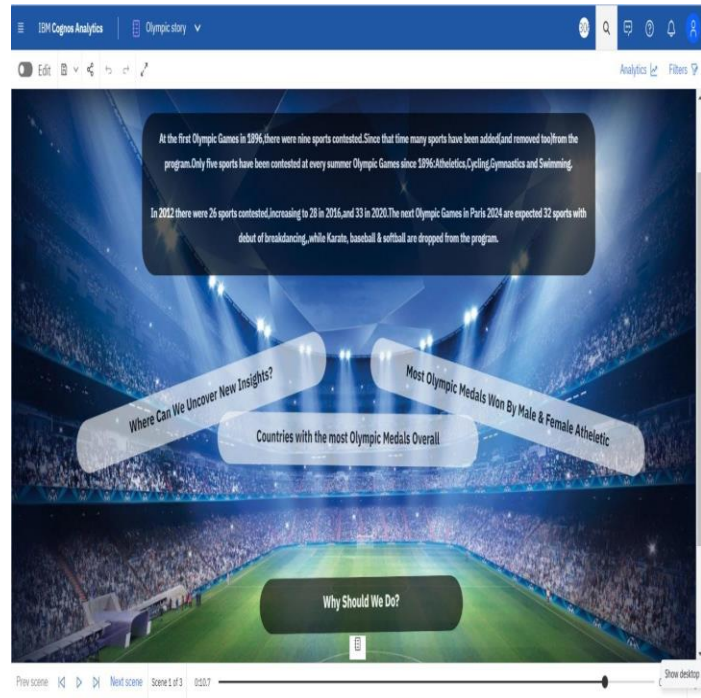 IBM Cognos Analytics
Olympic story
30
Edit
Analytics
Filters
At the first Olympic Games in 1896,there were nine sports contested.Since that time many sports have been added(and removed too)from the
program.Only five sports have been contested at every summer Olympic Games since 1896:Atheletics,Cycling,Gymnastics and Swimming.
In 2012 there were 26 sports contested,increasing to 28 in 2016,and 33 in 2020.The next Olympic Games in Paris 2024 are expected 32 sports with
debut of breakdancing,,while Karate, baseball & softball are dropped from the program.
Where Can We Uncover New Insights?
Most Olympic Medals Won By Male & Female Atheletic
Countries with the most Olympic Medals Overall
Why Should We Do?
Prev scene
Next scene
Scene 1 of 3
0:10.7
Show desktop